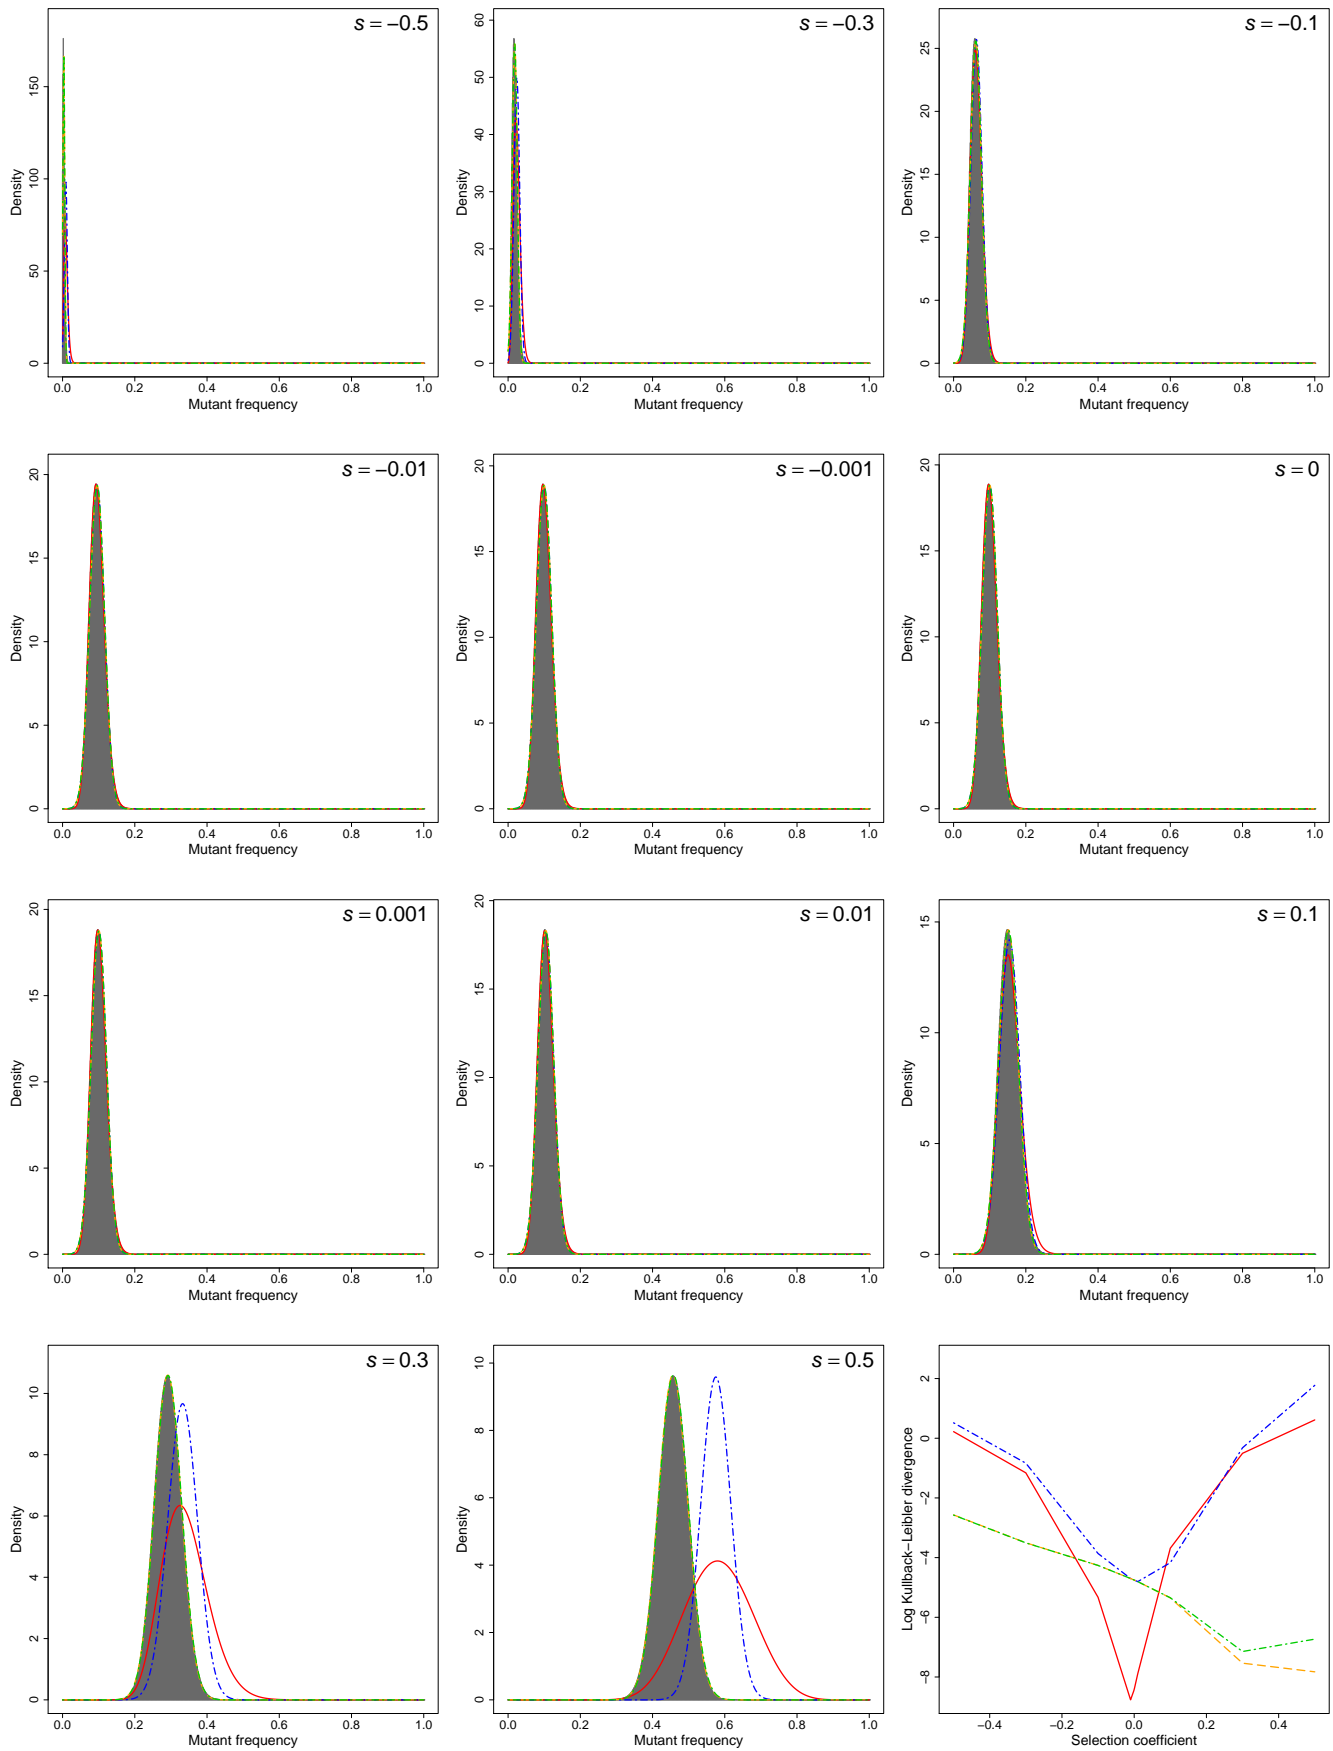 s = −0.5
Density
0 50 100 150
0.0 0.2 0.4 0.6 0.8 1.0
Mutant frequency
s = −0.3
Density
0 10 20 30 40 50 60
0.0 0.2 0.4 0.6 0.8 1.0
Mutant frequency
s = −0.1
Density
0 5 10 15 20 25
0.0 0.2 0.4 0.6 0.8 1.0
Mutant frequency
s = −0.01
Density
0 5 10 15 20
0.0 0.2 0.4 0.6 0.8 1.0
Mutant frequency
s = −0.001
Density
0 5 10 15 20
0.0 0.2 0.4 0.6 0.8 1.0
Mutant frequency
s = 0
Density
0 5 10 15 20
0.0 0.2 0.4 0.6 0.8 1.0
Mutant frequency
s = 0.001
Density
0 5 10 15 20
0.0 0.2 0.4 0.6 0.8 1.0
Mutant frequency
s = 0.01
Density
0 5 10 15 20
0.0 0.2 0.4 0.6 0.8 1.0
Mutant frequency
s = 0.1
Density
0 5 10 15
0.0 0.2 0.4 0.6 0.8 1.0
Mutant frequency
s = 0.3
Density
0 2 4 6 8 10
0.0 0.2 0.4 0.6 0.8 1.0
Mutant frequency
s = 0.5
Density
0 2 4 6 8 10
0.0 0.2 0.4 0.6 0.8 1.0
Mutant frequency
Log Kullback−Leibler divergence
−8 −6 −4 −2 0 2
−0.4 −0.2 0.0 0.2 0.4
Selection coefficient